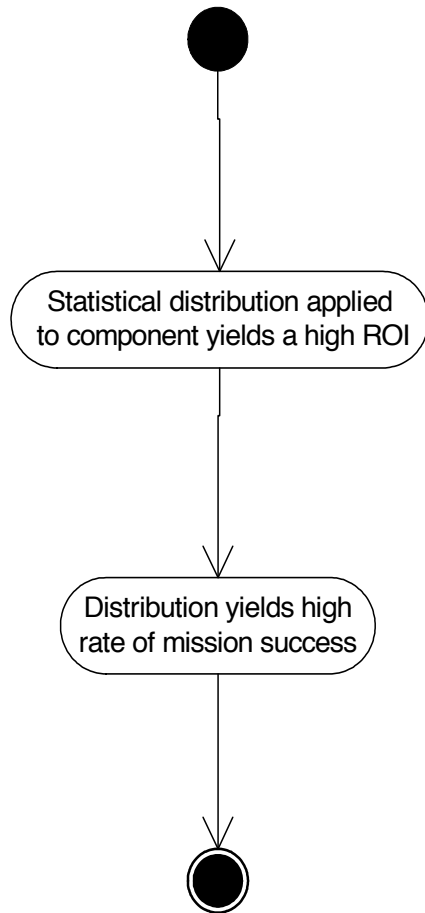 Statistical distribution applied
to component yields a high ROI
Distribution yields high
rate of mission success